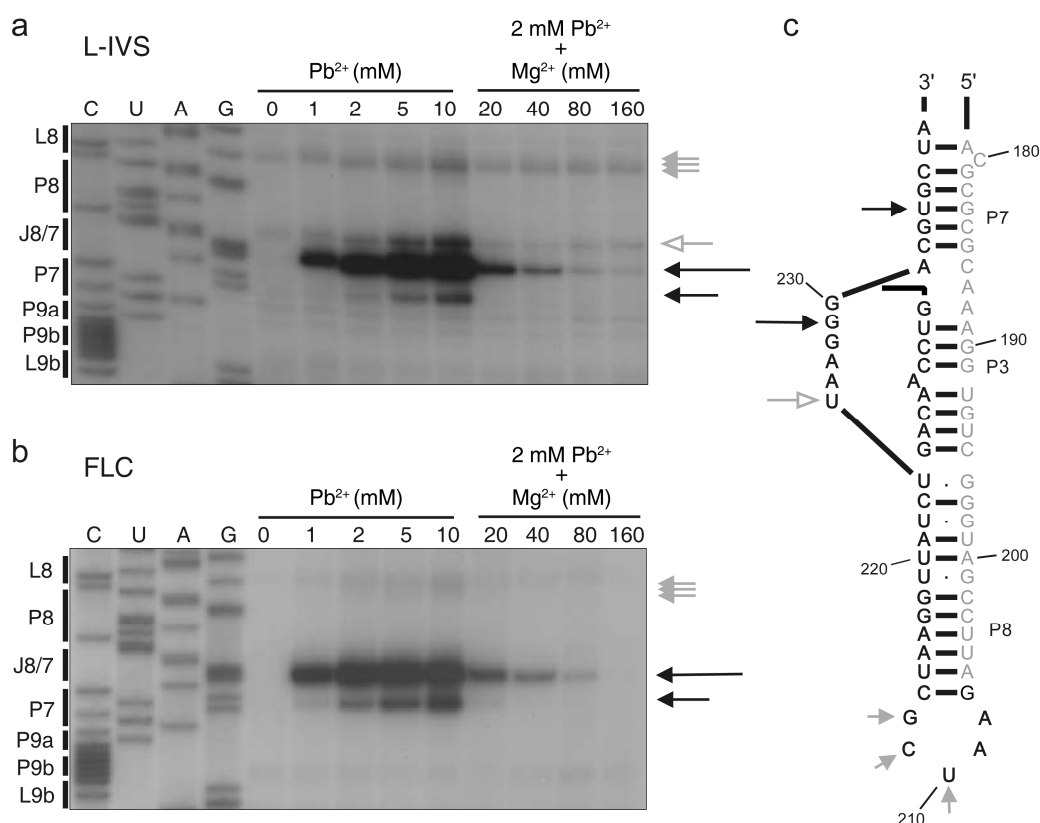 a
L-IVS
2 mM Pb²⁺
+
Pb²⁺ (mM)
Mg²⁺ (mM)
C U A G 0 1 2 5 10 20 40 80 160
L8
P8
J8/7
P7
P9a
P9b
L9b
b
FLC
2 mM Pb²⁺
+
Pb²⁺ (mM)
Mg²⁺ (mM)
C U A G 0 1 2 5 10 20 40 80 160
L8
P8
J8/7
P7
P9a
P9b
L9b
c
3' 5'
A
U A
C 180
C G
G C
U G P7
G C
C G
A C
230 A
G A
G G A
G U G 190
A C G P3
A C
U A
A U
C G
A U
G C
U G
C G
U G
A U
220 U A 200
U G
G C
G C P8
A U
A U
U A
C G
G A
C A
U
210